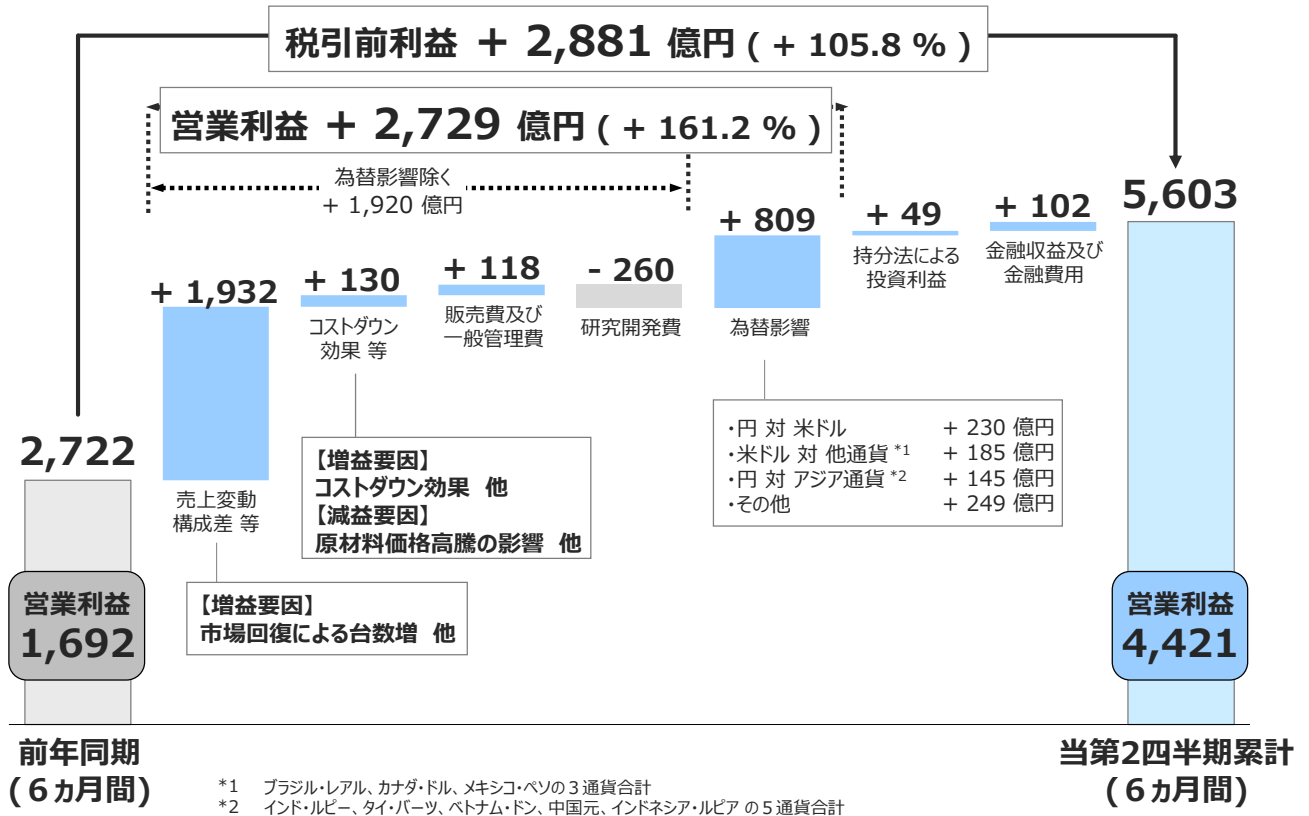 税引前利益 + 2,881 億円 ( + 105.8 % )
営業利益 + 2,729 億円 ( + 161.2 % )
為替影響除く
+ 1,920 億円
+ 1,932
売上変動
構成差 等
+ 130
コストダウン
効果 等
+ 118
販売費及び
一般管理費
- 260
研究開発費
+ 809
為替影響
+ 49
持分法による
投資利益
+ 102
金融収益及び
金融費用
5,603
2,722
営業利益
1,692
【増益要因】
市場回復による台数増 他
【増益要因】
コストダウン効果 他
【減益要因】
原材料価格高騰の影響 他
・円 対 米ドル + 230 億円
・米ドル 対 他通貨 *1 + 185 億円
・円 対 アジア通貨 *2 + 145 億円
・その他 + 249 億円
営業利益
4,421
前年同期
(６ヵ月間)
当第2四半期累計
(６ヵ月間)
*1 ブラジル・レアル、カナダ・ドル、メキシコ・ペソの３通貨合計
*2 インド・ルピー、タイ・バーツ、ベトナム・ドン、中国元、インドネシア・ルピア の５通貨合計